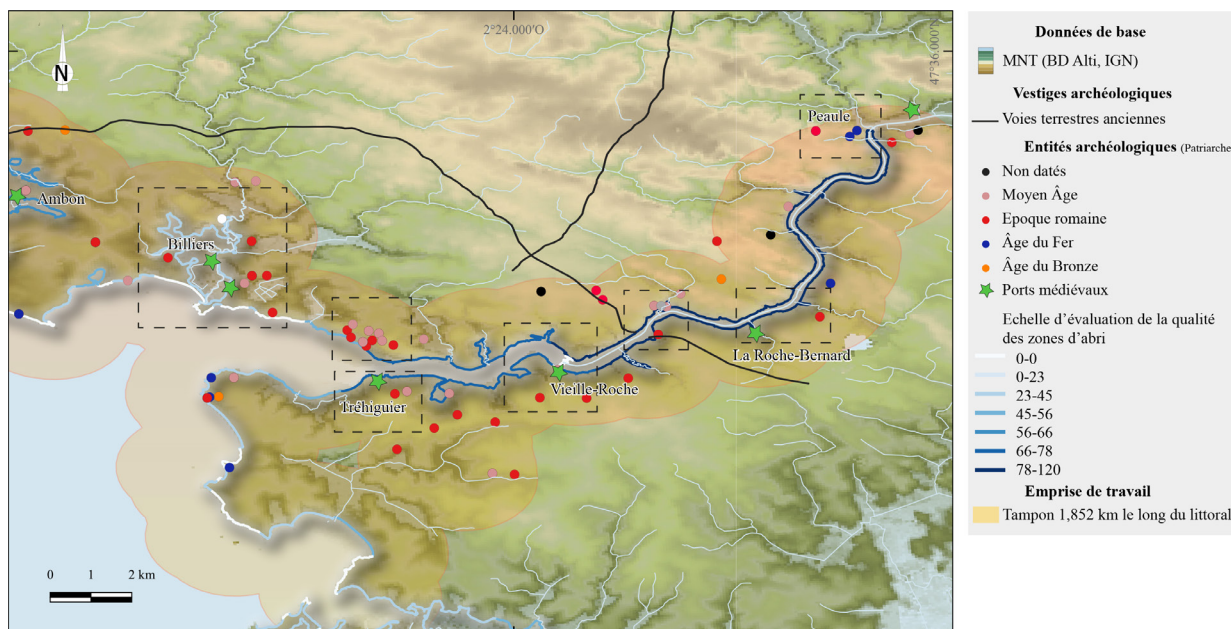 2°24.000'O
47°36.000'N
N
Peaule
Ambon
Billiers
La Roche-Bernard
Vieille-Roche
Tréhiguier
0 1 2 km
Données de base
MNT (BD Alti, IGN)
Vestiges archéologiques
Voies terrestres anciennes
Entités archéologiques (Patriarche
Non datés
Moyen Âge
Epoque romaine
Âge du Fer
Âge du Bronze
Ports médiévaux
Echelle d'évaluation de la qualité
des zones d'abri
0-0
0-23
23-45
45-56
56-66
66-78
78-120
Emprise de travail
Tampon 1,852 km le long du littoral